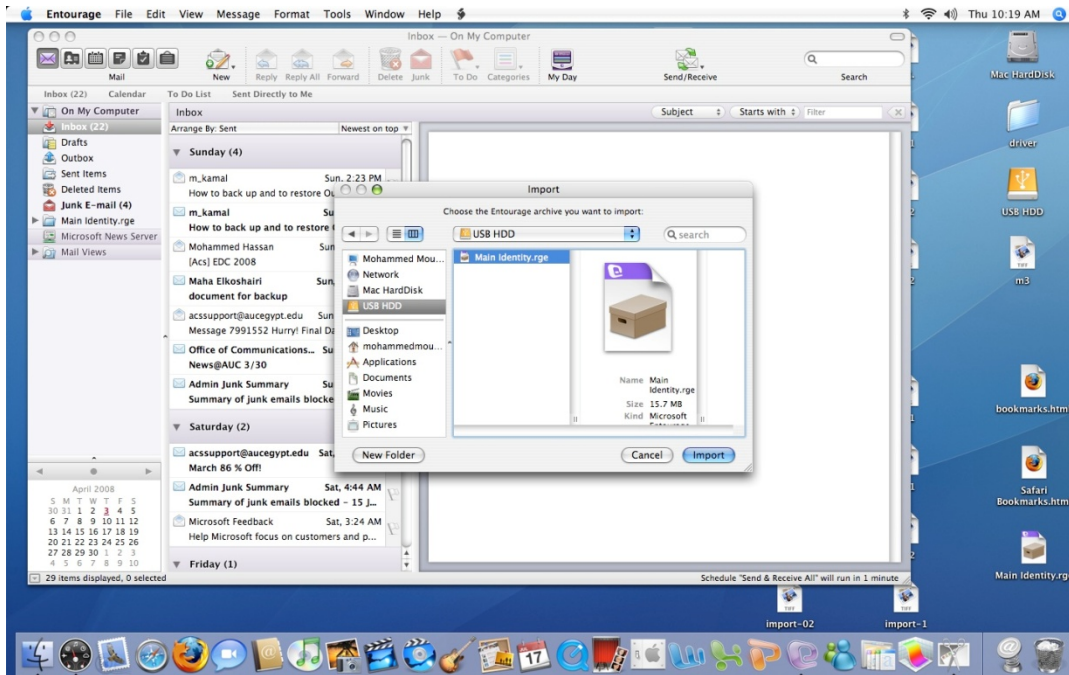 Entourage File Edit View Message Format Tools Window Help
Thu 10:19 AM
Inbox — On My Computer
Mail
New Reply Reply All Forward Delete Junk To Do Categories My Day Send/Receive Search
Inbox (22) Calendar To Do List Sent Directly to Me
On My Computer
Inbox (22)
Drafts
Outbox
Sent Items
Deleted Items
Junk E-mail (4)
Main Identity.rge
Microsoft News Server
Mail Views
Inbox
Subject Starts with Filter
Arrange By: Sent Newest on top
Sunday (4)
m_kamal Sun, 2:23 PM
How to back up and to restore Ou
m_kamal Su
How to back up and to restore
Mohammed Hassan Sun
[Acs] EDC 2008
Maha Elkoshairi Sun,
document for backup
acssupport@aucegypt.edu Sun
Message 7991552 Hurry! Final Da
Office of Communications... Su
News@AUC 3/30
Admin Junk Summary Su
Summary of junk emails blocke
Saturday (2)
acssupport@aucegypt.edu Sat,
March 86 % Off!
Admin Junk Summary Sat, 4:44 AM
Summary of junk emails blocked – 15 J...
Microsoft Feedback Sat, 3:24 AM
Help Microsoft focus on customers and p...
Friday (1)
April 2008
S M T W T F S
30 31 1 2 3 4 5
6 7 8 9 10 11 12
13 14 15 16 17 18 19
20 21 22 23 24 25 26
27 28 29 30 1 2 3
4 5 6 7 8 9 10
29 items displayed, 0 selected
Schedule "Send & Receive All" will run in 1 minute
Import
Choose the Entourage archive you want to import:
USB HDD
search
Mohammed Mou...
Network
Mac HardDisk
USB HDD
Desktop
mohammedmou...
Applications
Documents
Movies
Music
Pictures
Main Identity.rge
Name Main
Identity.rge
Size 15.7 MB
Kind Microsoft
New Folder Cancel Import
Mac HardDisk
driver
USB HDD
TIFF
m3
bookmarks.htm
Safari
Bookmarks.htm
Main Identity.rg
TIFF
import-02
TIFF
import-1
17